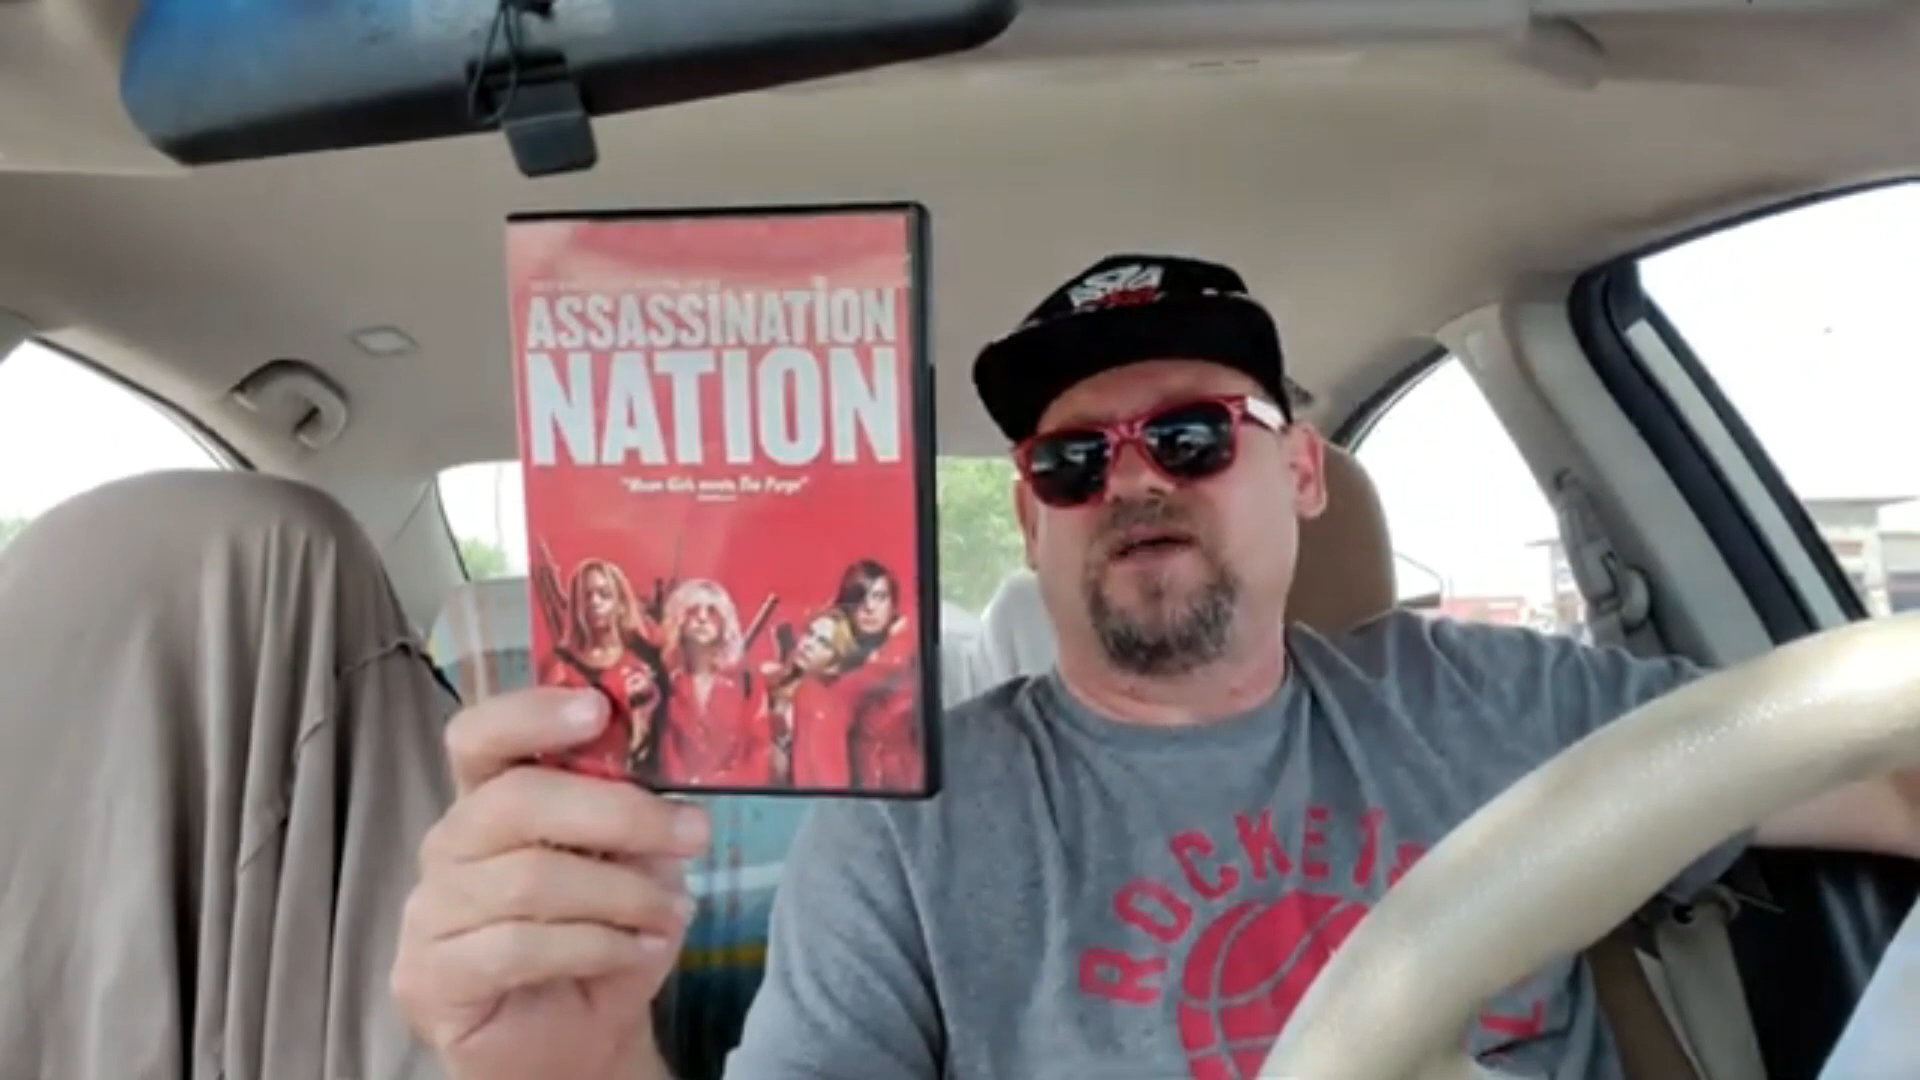 ASSASSiNATiON
NATION
"Mean Girls meets The Purge"
ROCKETS